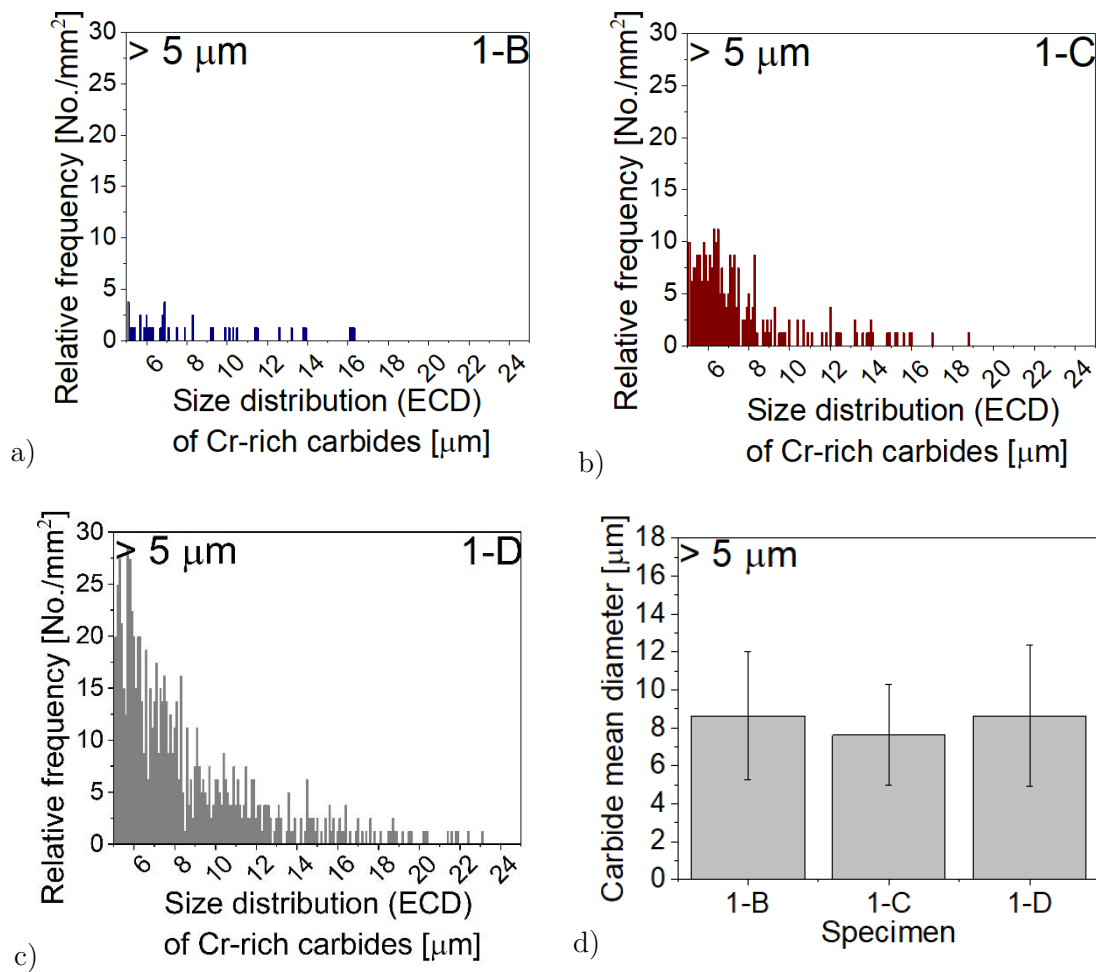 > 5 μm 1-B
30
25
20
15
10
5
0
Relative frequency [No./mm²]
6 8 10 12 14 16 18 20 22 24
Size distribution (ECD)
of Cr-rich carbides [μm]
a)
> 5 μm 1-C
30
25
20
15
10
5
0
Relative frequency [No./mm²]
6 8 10 12 14 16 18 20 22 24
Size distribution (ECD)
of Cr-rich carbides [μm]
b)
> 5 μm 1-D
30
25
20
15
10
5
0
Relative frequency [No./mm²]
6 8 10 12 14 16 18 20 22 24
Size distribution (ECD)
of Cr-rich carbides [μm]
c)
> 5 μm
18
16
14
12
10
8
6
4
2
0
Carbide mean diameter [μm]
1-B 1-C 1-D
Specimen
d)